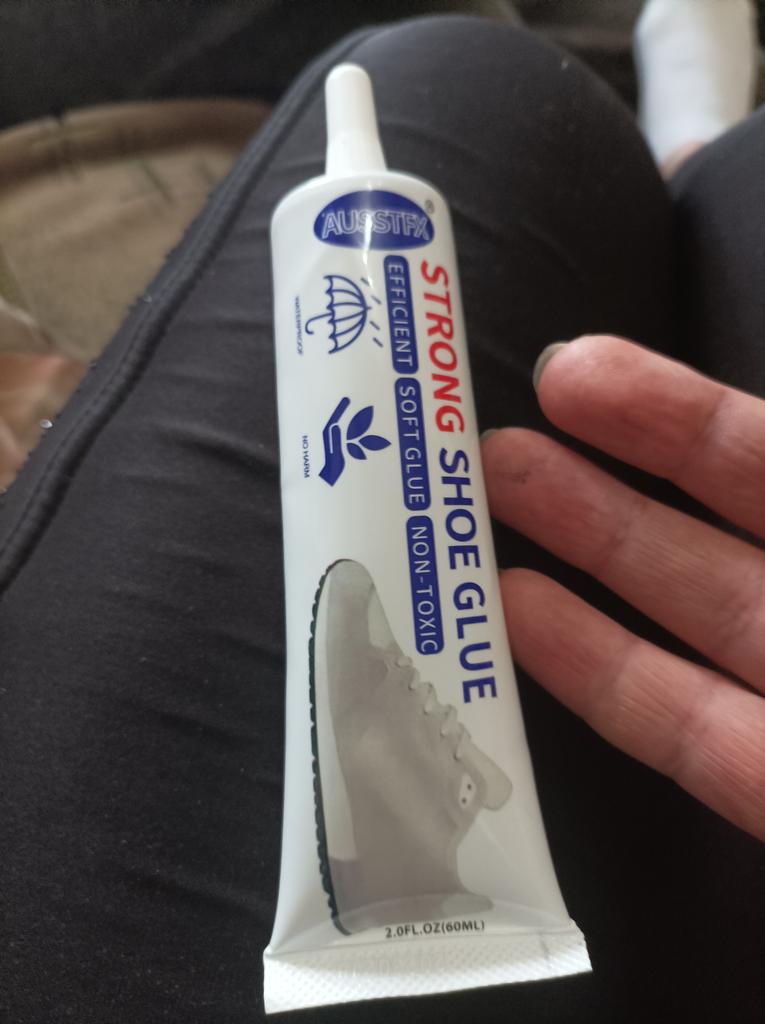 AUSSTFX®
STRONG SHOE GLUE
EFFICIENT SOFT GLUE NON-TOXIC
WATERPROOF
NO HARM
2.0FL.OZ(60ML)